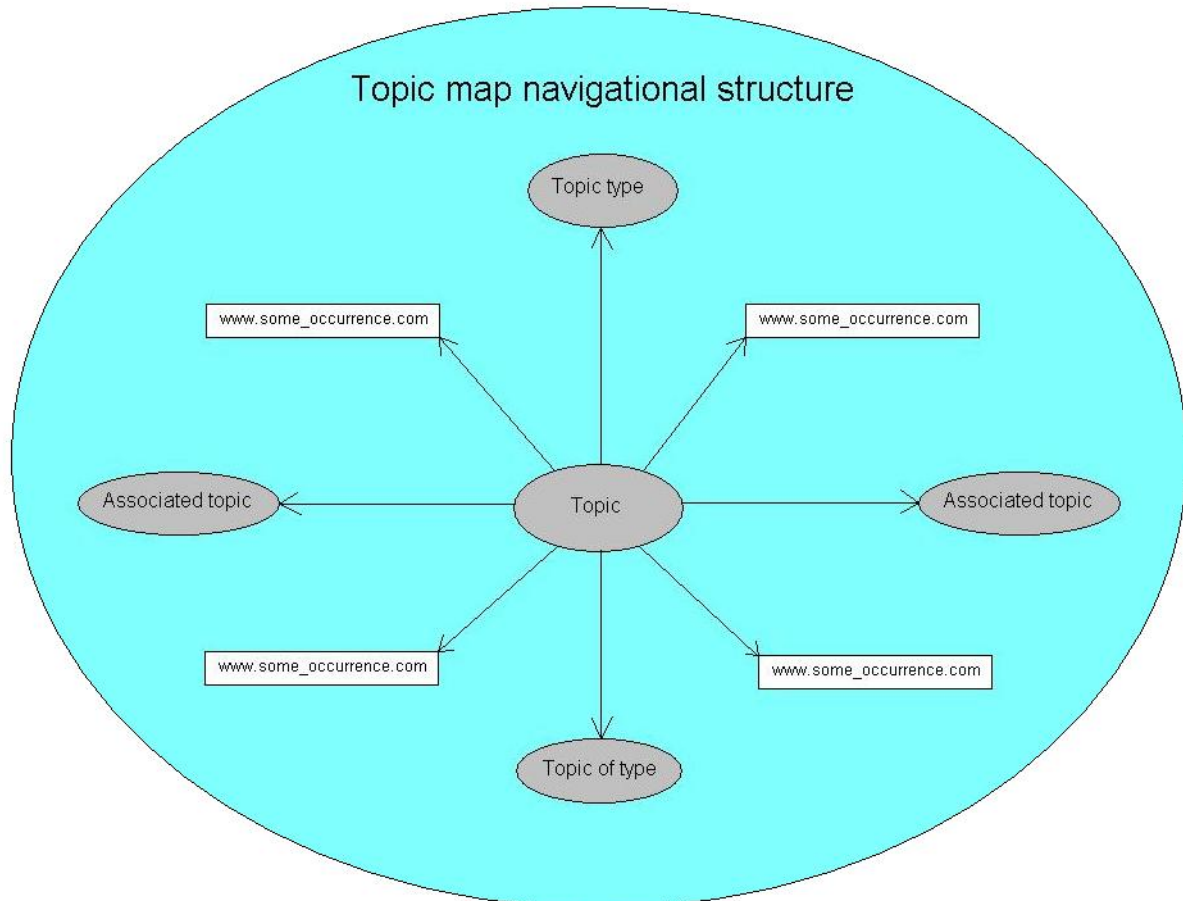 Topic map navigational structure
Topic type
www.some_occurrence.com
www.some_occurrence.com
Associated topic
Topic
Associated topic
www.some_occurrence.com
www.some_occurrence.com
Topic of type